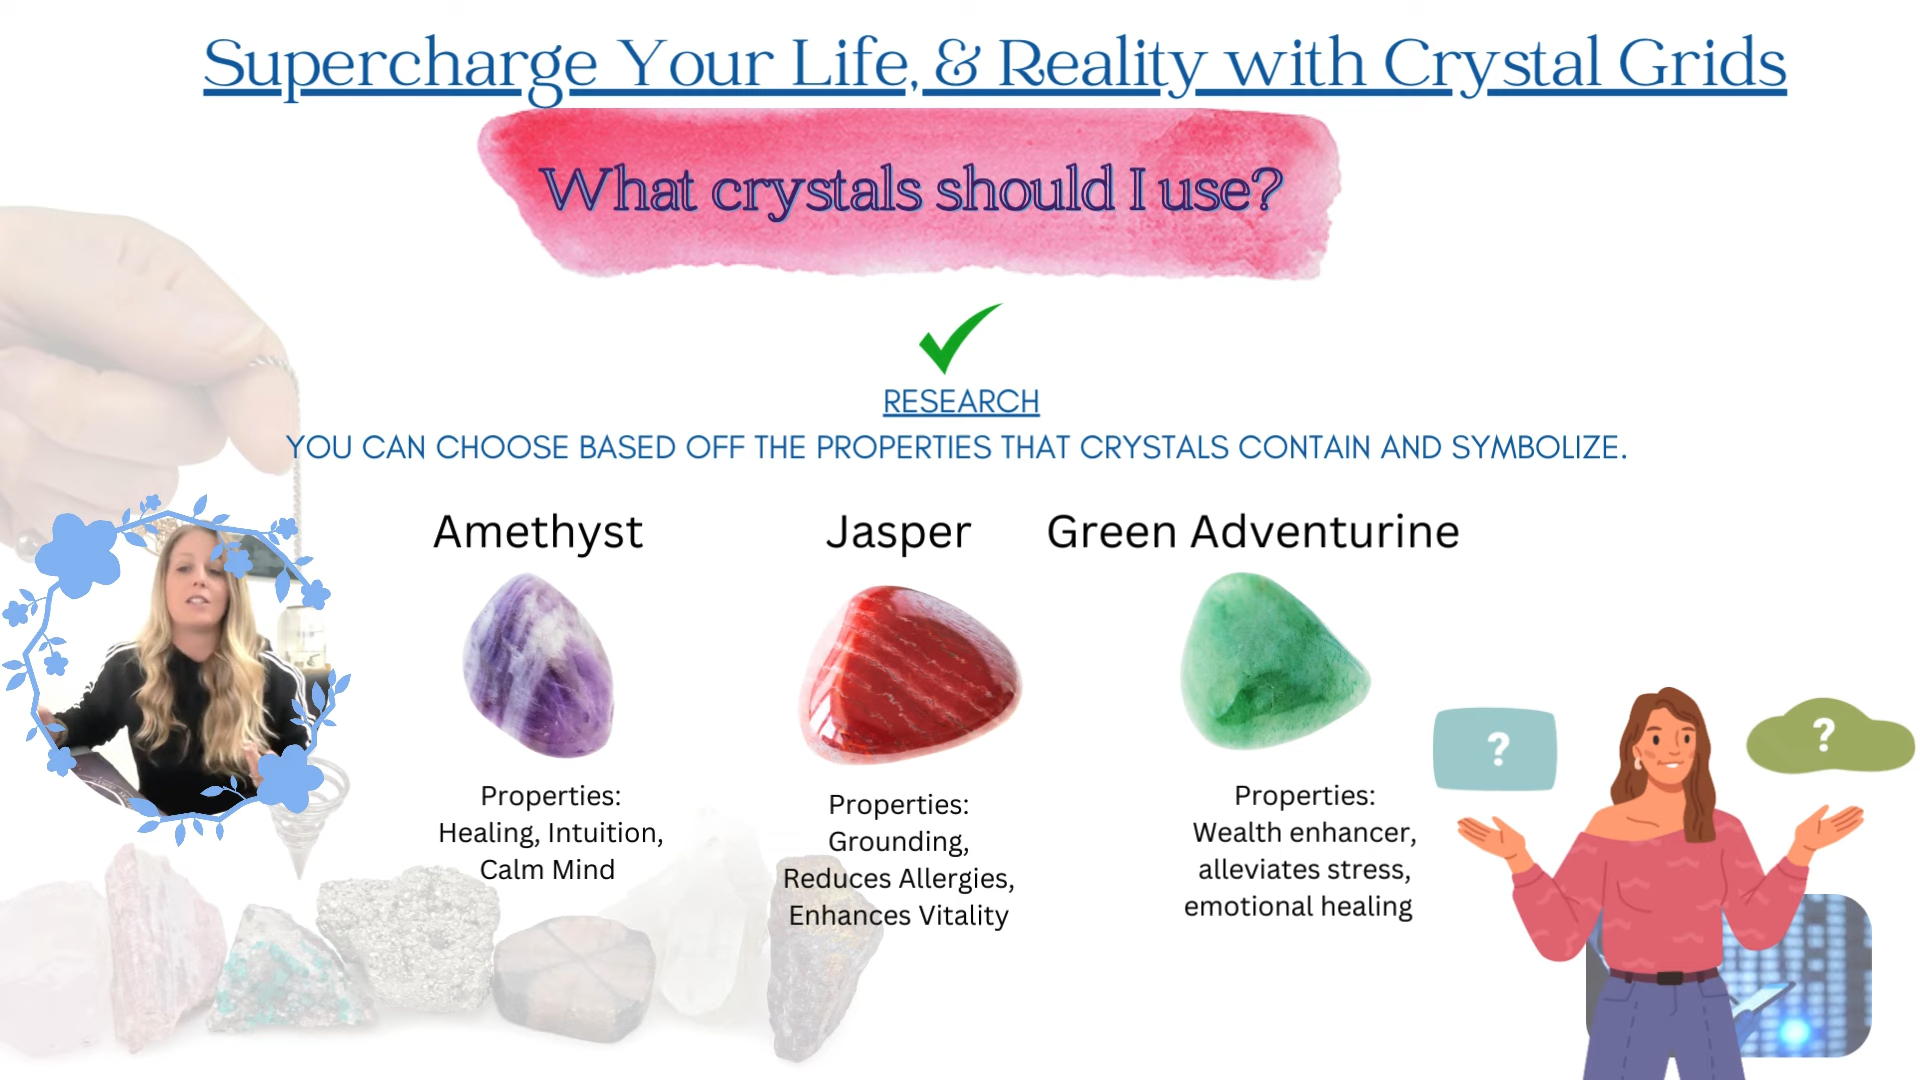 Supercharge Your Life, & Reality with Crystal Grids
What crystals should I use?
RESEARCH
YOU CAN CHOOSE BASED OFF THE PROPERTIES THAT CRYSTALS CONTAIN AND SYMBOLIZE.
Amethyst
Properties:
Healing, Intuition,
Calm Mind
Jasper
Properties:
Grounding,
Reduces Allergies,
Enhances Vitality
Green Adventurine
Properties:
Wealth enhancer,
alleviates stress,
emotional healing
?
?